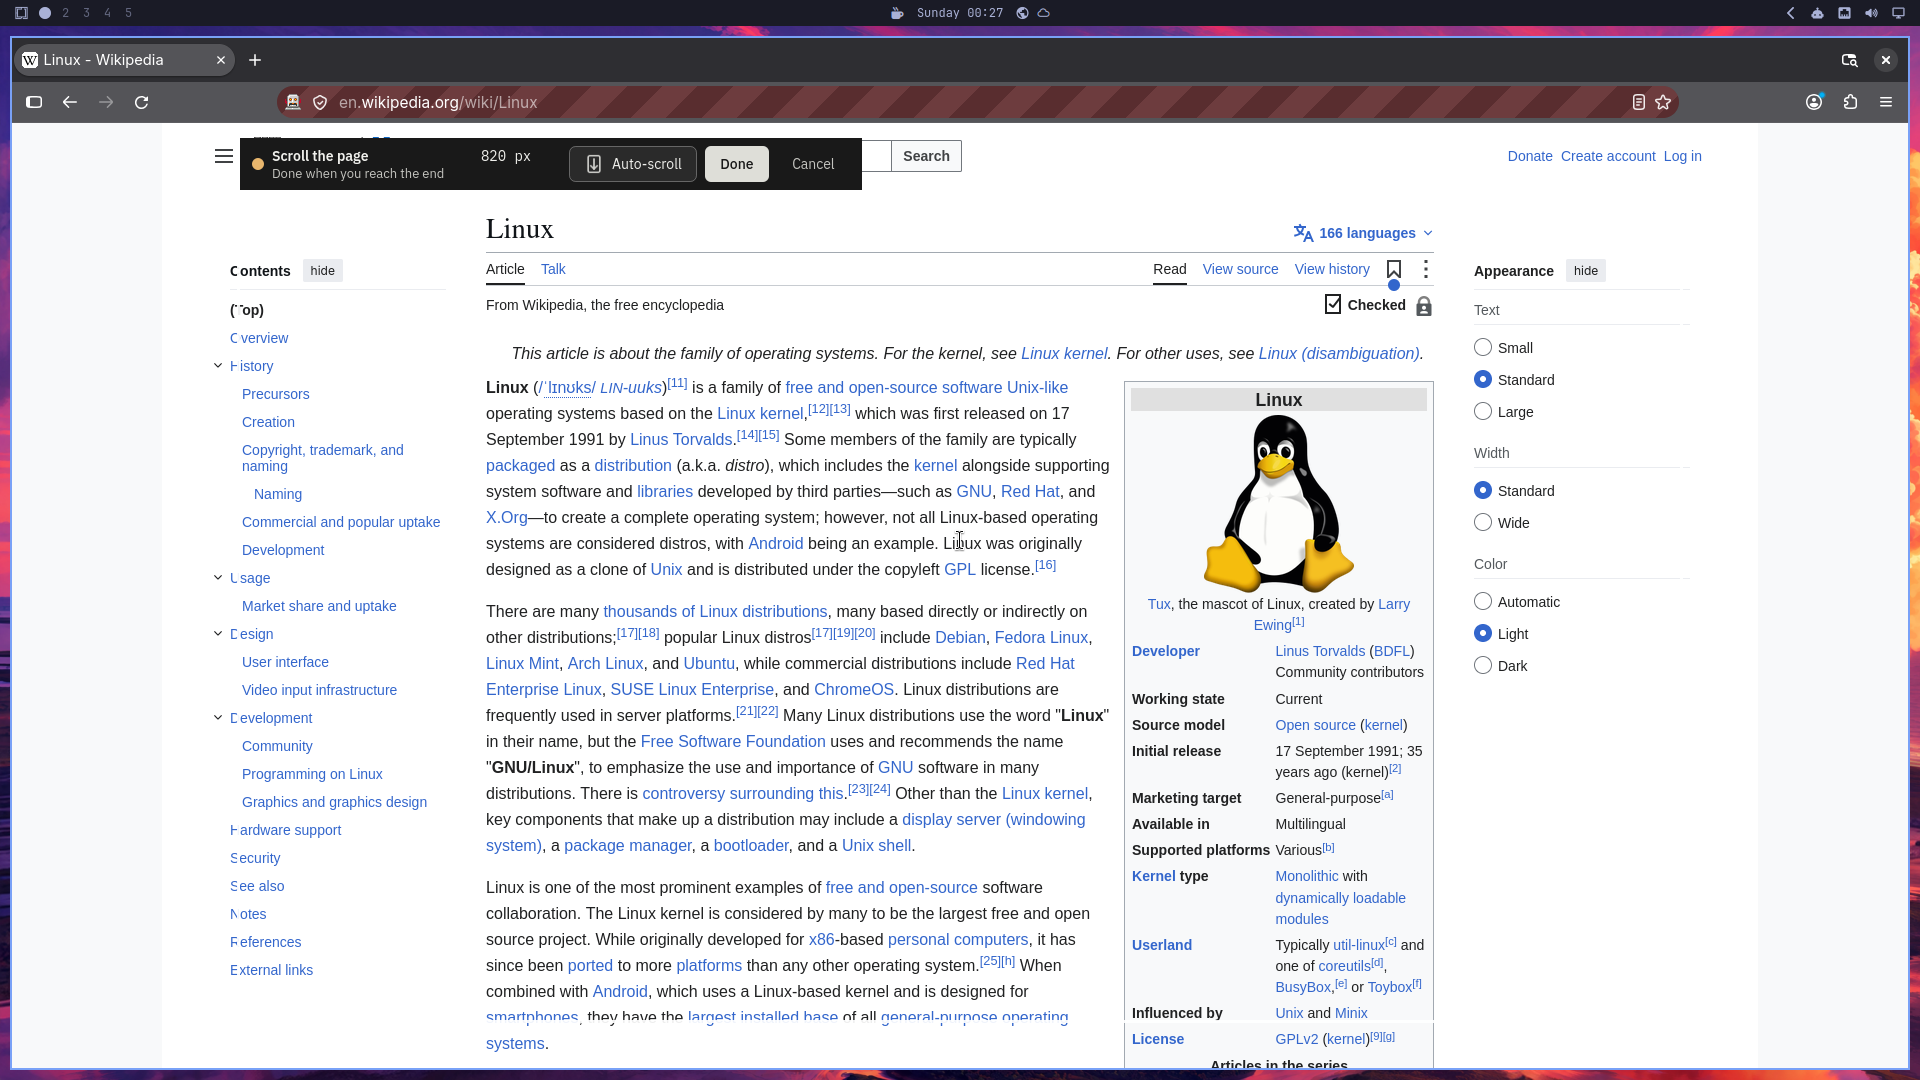 2 3 4 5
Sunday 00:27
Linux - Wikipedia
en.wikipedia.org/wiki/Linux
Scroll the page
Done when you reach the end
820 px
Auto-scroll
Done
Cancel
Search
Donate Create account Log in
Contents hide
(Top)
Overview
History
Precursors
Creation
Copyright, trademark, and
naming
Naming
Commercial and popular uptake
Development
Usage
Market share and uptake
Design
User interface
Video input infrastructure
Development
Community
Programming on Linux
Graphics and graphics design
Hardware support
Security
See also
Notes
References
External links
Linux
166 languages
Article Talk
Read View source View history
From Wikipedia, the free encyclopedia
Checked
This article is about the family of operating systems. For the kernel, see Linux kernel. For other uses, see Linux (disambiguation).
Linux (/ˈlɪnʊks/ LIN-uuks)[11] is a family of free and open-source software Unix-like
operating systems based on the Linux kernel,[12][13] which was first released on 17
September 1991 by Linus Torvalds.[14][15] Some members of the family are typically
packaged as a distribution (a.k.a. distro), which includes the kernel alongside supporting
system software and libraries developed by third parties—such as GNU, Red Hat, and
X.Org—to create a complete operating system; however, not all Linux-based operating
systems are considered distros, with Android being an example. Linux was originally
designed as a clone of Unix and is distributed under the copyleft GPL license.[16]
There are many thousands of Linux distributions, many based directly or indirectly on
other distributions;[17][18] popular Linux distros[17][19][20] include Debian, Fedora Linux,
Linux Mint, Arch Linux, and Ubuntu, while commercial distributions include Red Hat
Enterprise Linux, SUSE Linux Enterprise, and ChromeOS. Linux distributions are
frequently used in server platforms.[21][22] Many Linux distributions use the word "Linux"
in their name, but the Free Software Foundation uses and recommends the name
"GNU/Linux", to emphasize the use and importance of GNU software in many
distributions. There is controversy surrounding this.[23][24] Other than the Linux kernel,
key components that make up a distribution may include a display server (windowing
system), a package manager, a bootloader, and a Unix shell.
Linux is one of the most prominent examples of free and open-source software
collaboration. The Linux kernel is considered by many to be the largest free and open
source project. While originally developed for x86-based personal computers, it has
since been ported to more platforms than any other operating system.[25][h] When
combined with Android, which uses a Linux-based kernel and is designed for
smartphones, they have the largest installed base of all general-purpose operating
systems.
Linux
Tux, the mascot of Linux, created by Larry
Ewing[1]
Developer Linus Torvalds (BDFL)
Community contributors
Working state Current
Source model Open source (kernel)
Initial release 17 September 1991; 35
years ago (kernel)[2]
Marketing target General-purpose[a]
Available in Multilingual
Supported platforms Various[b]
Kernel type Monolithic with
dynamically loadable
modules
Userland Typically util-linux[c] and
one of coreutils[d],
BusyBox,[e] or Toybox[f]
Influenced by Unix and Minix
License GPLv2 (kernel)[9][g]
Articles in the series
Appearance hide
Text
Small
Standard
Large
Width
Standard
Wide
Color
Automatic
Light
Dark